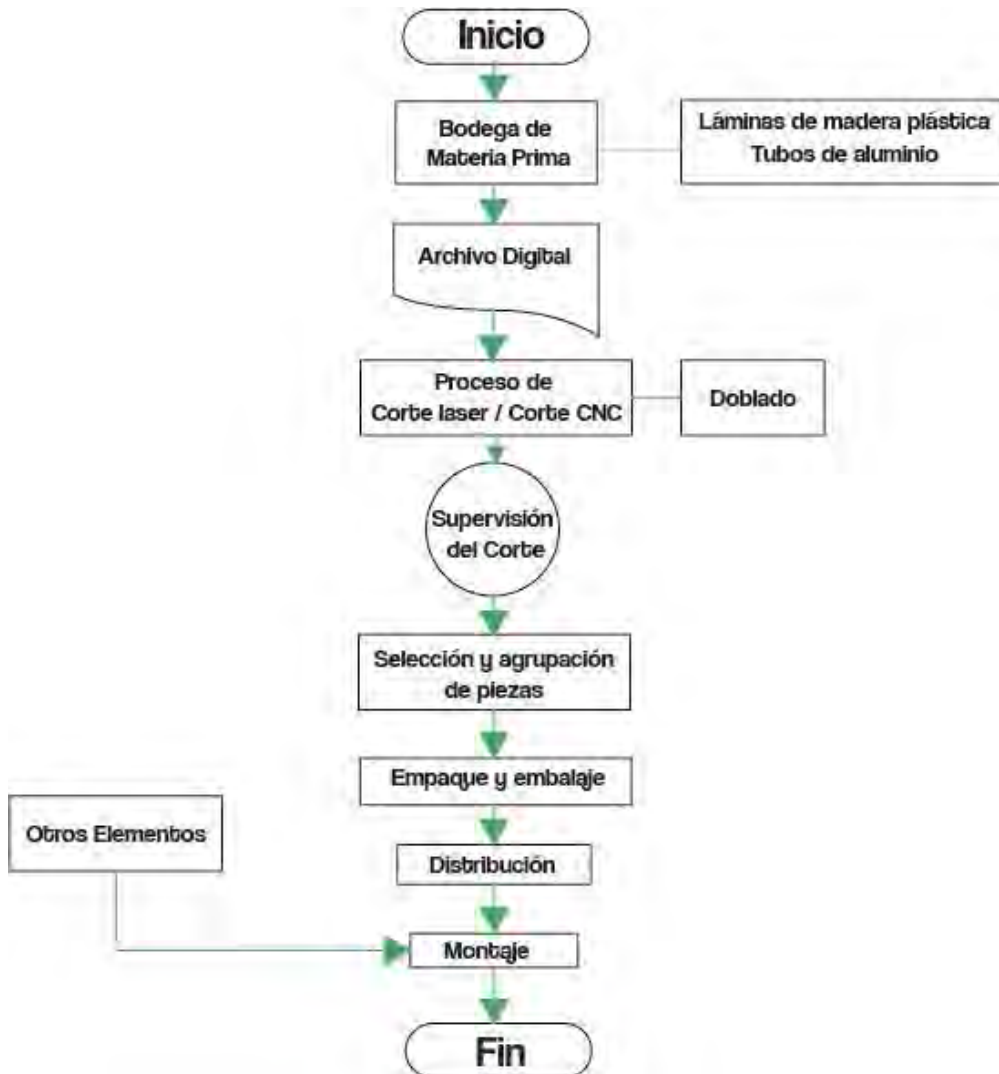 Inicio
Bodega de
Materia Prima
Láminas de madera plástica
Tubos de aluminio
Archivo Digital
Proceso de
Corte laser / Corte CNC
Doblado
Supervisión
del Corte
Selección y agrupación
de piezas
Empaque y embalaje
Otros Elementos
Distribución
Montaje
Fin